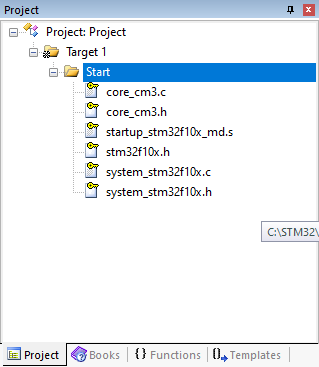 Project
Project: Project
Target 1
Start
core_cm3.c
core_cm3.h
startup_stm32f10x_md.s
stm32f10x.h
system_stm32f10x.c
system_stm32f10x.h
C:\STM32\
Project Books {} Functions Templates